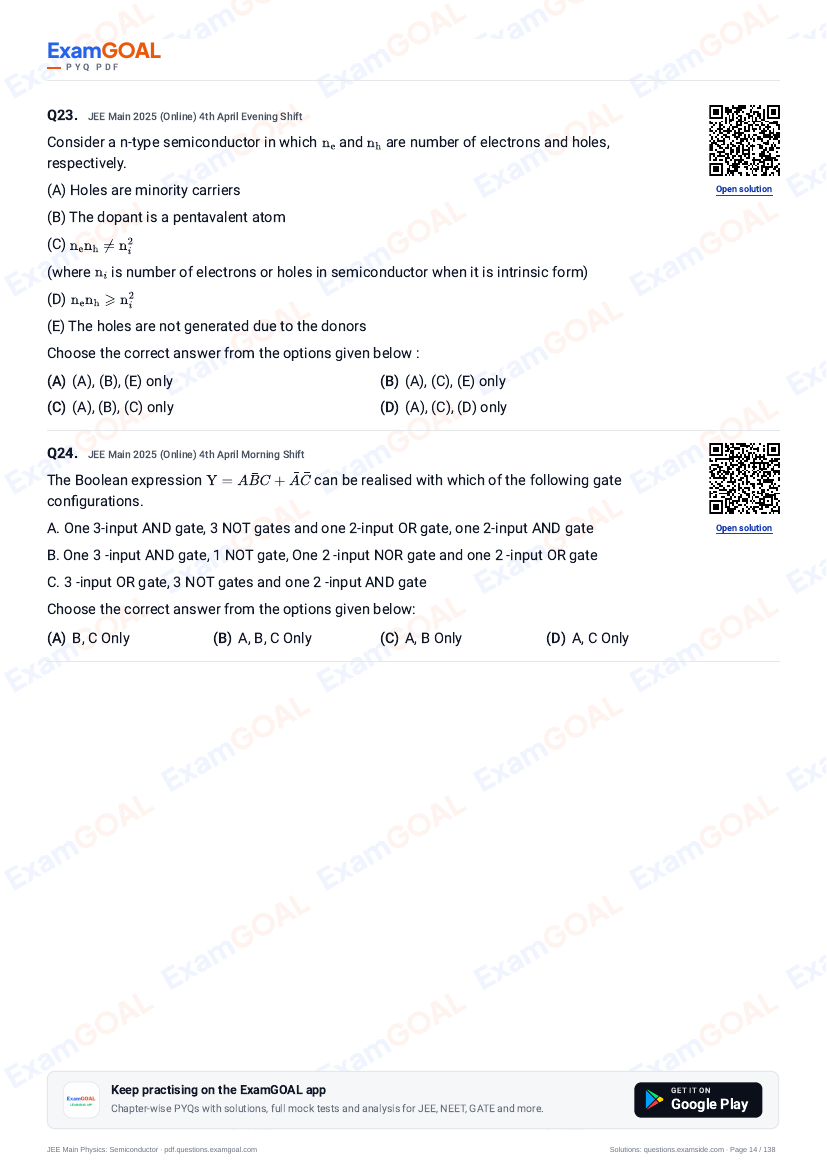 ExamGOAL
PYQ PDF
Q23. JEE Main 2025 (Online) 4th April Evening Shift
Consider a n-type semiconductor in which nₑ and nₕ are number of electrons and holes,
respectively.
(A) Holes are minority carriers
(B) The dopant is a pentavalent atom
(C) nₑnₕ ≠ nᵢ²
(where nᵢ is number of electrons or holes in semiconductor when it is intrinsic form)
(D) nₑnₕ ⩾ nᵢ²
(E) The holes are not generated due to the donors
Choose the correct answer from the options given below :
(A) (A), (B), (E) only
(B) (A), (C), (E) only
(C) (A), (B), (C) only
(D) (A), (C), (D) only
Open solution
Q24. JEE Main 2025 (Online) 4th April Morning Shift
The Boolean expression Y = AB̄C + ĀC̄ can be realised with which of the following gate
configurations.
A. One 3-input AND gate, 3 NOT gates and one 2-input OR gate, one 2-input AND gate
B. One 3 -input AND gate, 1 NOT gate, One 2 -input NOR gate and one 2 -input OR gate
C. 3 -input OR gate, 3 NOT gates and one 2 -input AND gate
Choose the correct answer from the options given below:
(A) B, C Only (B) A, B, C Only (C) A, B Only (D) A, C Only
Open solution
ExamGOAL
Keep practising on the ExamGOAL app
Chapter-wise PYQs with solutions, full mock tests and analysis for JEE, NEET, GATE and more.
GET IT ON
Google Play
JEE Main Physics: Semiconductor · pdf.questions.examgoal.com
Solutions: questions.examside.com · Page 14 / 138